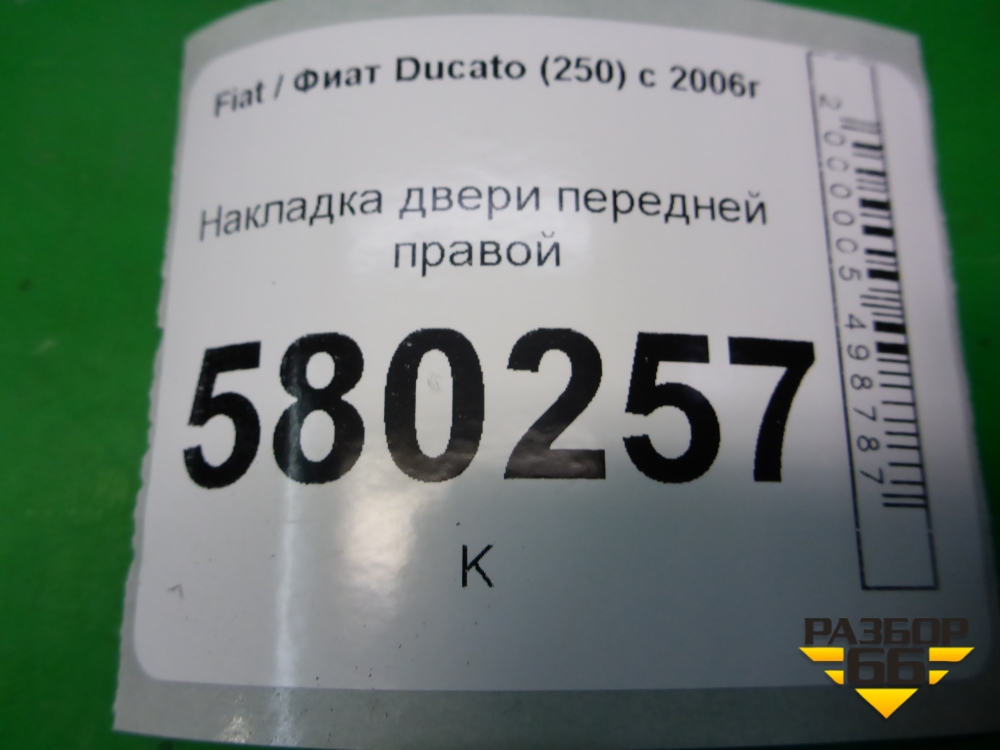 Fiat / Фиат Ducato (250) с 2006г
Накладка двери передней
правой
580257
К
2000005498787
РАЗБОР
66